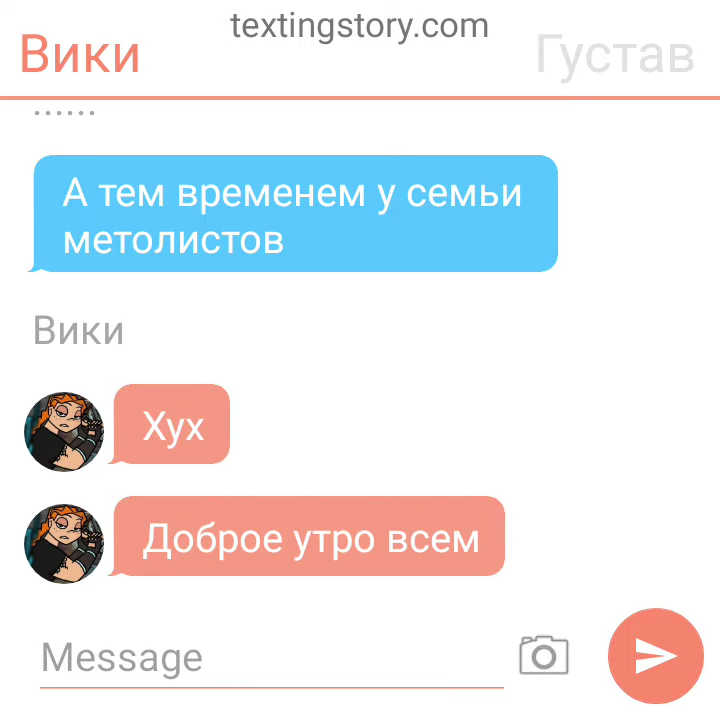 textingstory.com
Вики
Густав
......
А тем временем у семьи
метолистов
Вики
Хух
Доброе утро всем
Message